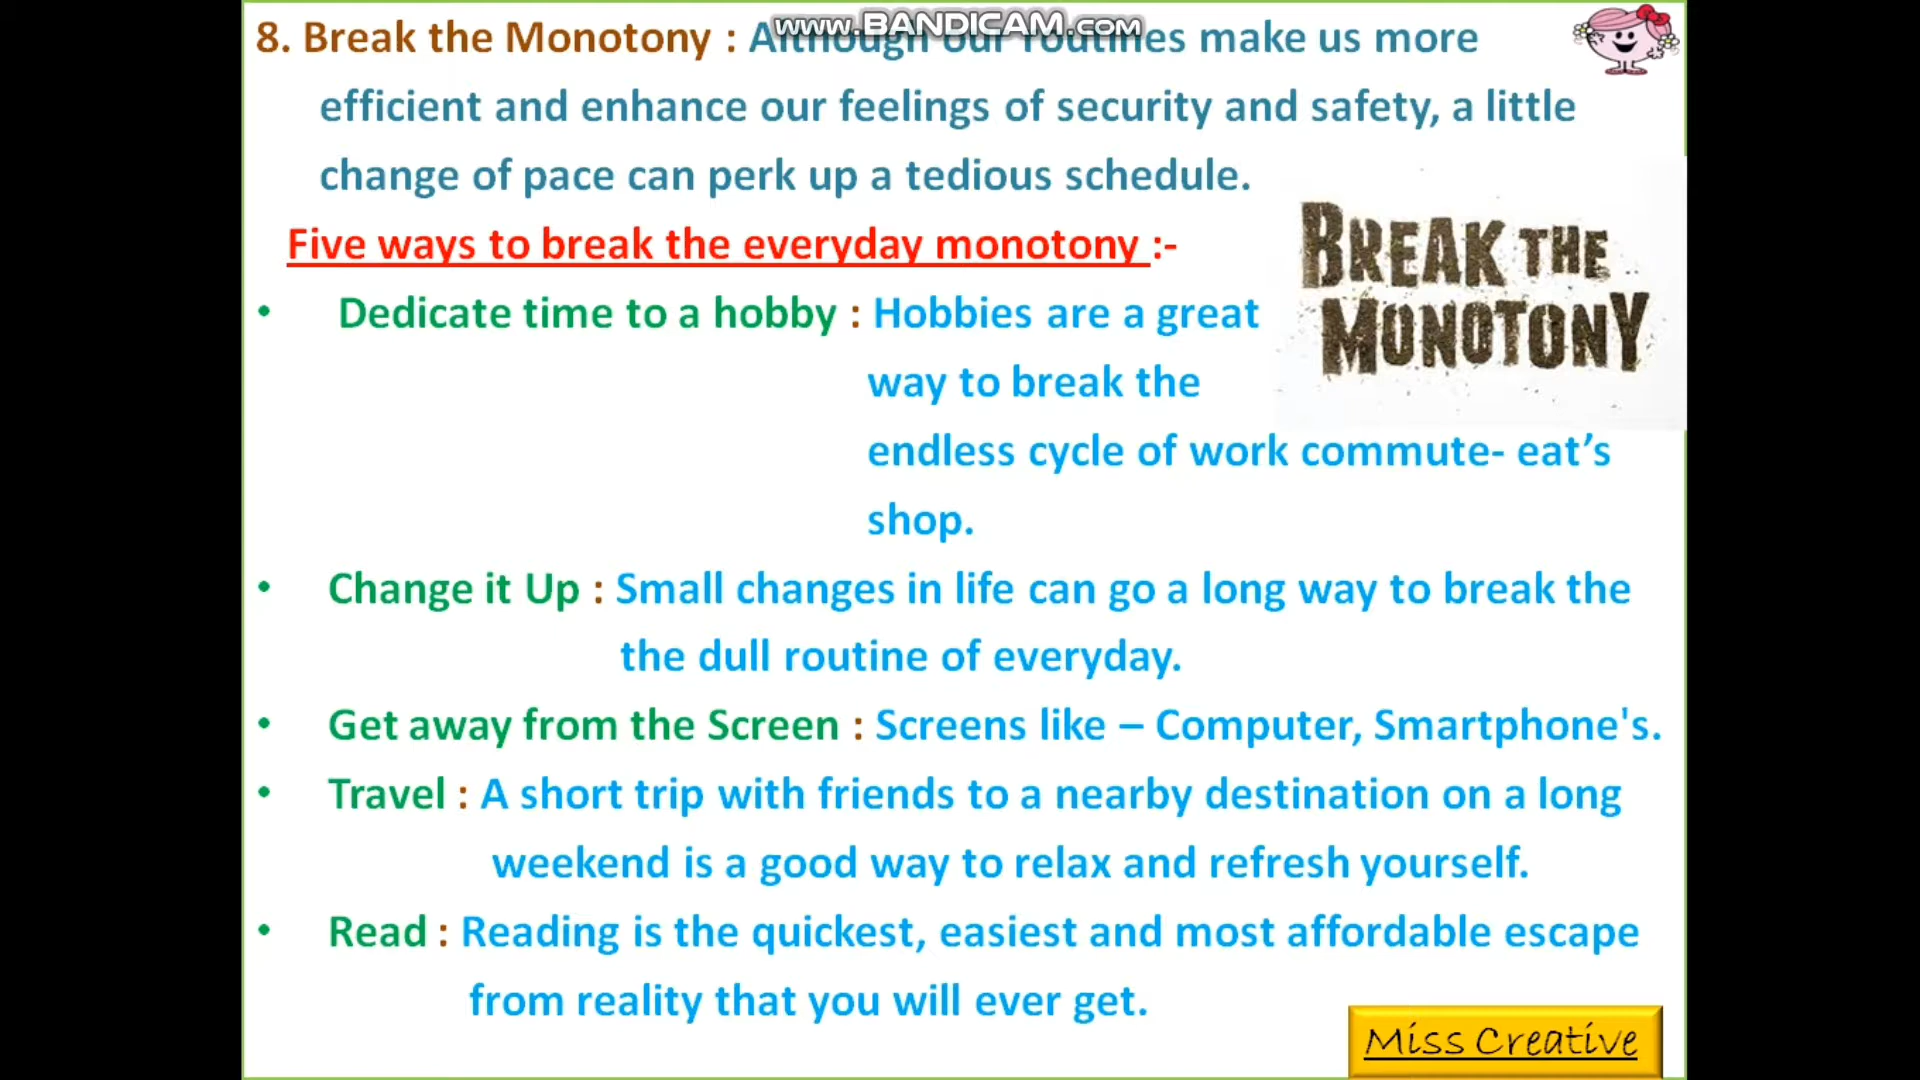 www.BANDICAM.com
8. Break the Monotony : Although our routines make us more
efficient and enhance our feelings of security and safety, a little
change of pace can perk up a tedious schedule.
BREAK THE
MONOTONY
Five ways to break the everyday monotony :-
• Dedicate time to a hobby : Hobbies are a great
way to break the
endless cycle of work commute- eat’s
shop.
• Change it Up : Small changes in life can go a long way to break the
the dull routine of everyday.
• Get away from the Screen : Screens like – Computer, Smartphone's.
• Travel : A short trip with friends to a nearby destination on a long
weekend is a good way to relax and refresh yourself.
• Read : Reading is the quickest, easiest and most affordable escape
from reality that you will ever get.
Miss Creative